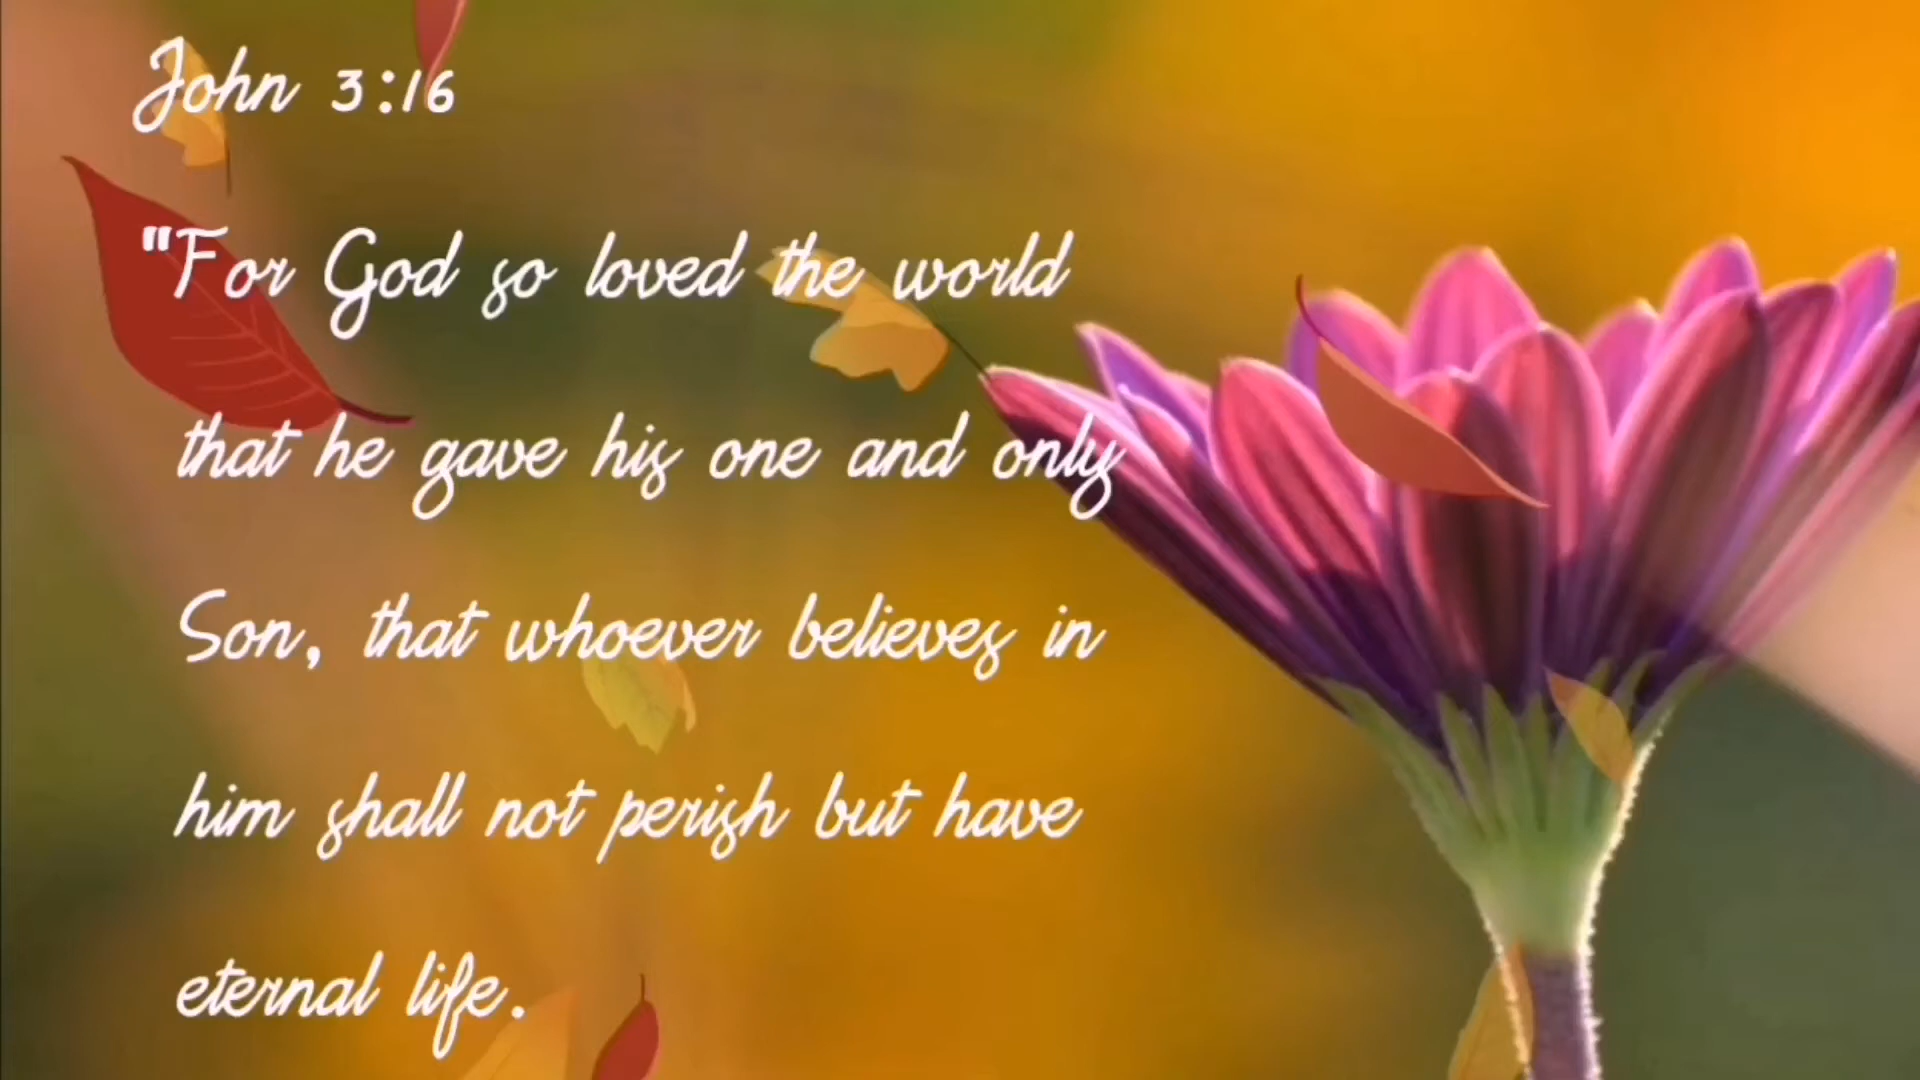 John 3:16
"For God so loved the world
that he gave his one and only
Son, that whoever believes in
him shall not perish but have
eternal life.